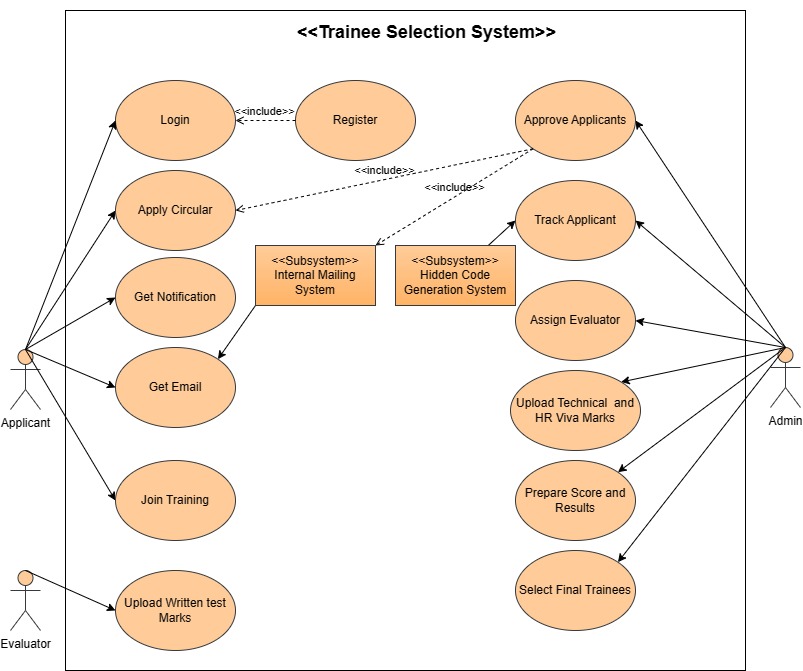 <<Trainee Selection System>>
Login
<<include>>
Register
Approve Applicants
<<include>>
<<include>>
Apply Circular
Track Applicant
<<Subsystem>>
Internal Mailing
System
<<Subsystem>>
Hidden Code
Generation System
Get Notification
Assign Evaluator
Get Email
Upload Technical and
HR Viva Marks
Applicant
Admin
Join Training
Prepare Score and
Results
Upload Written test
Marks
Select Final Trainees
Evaluator